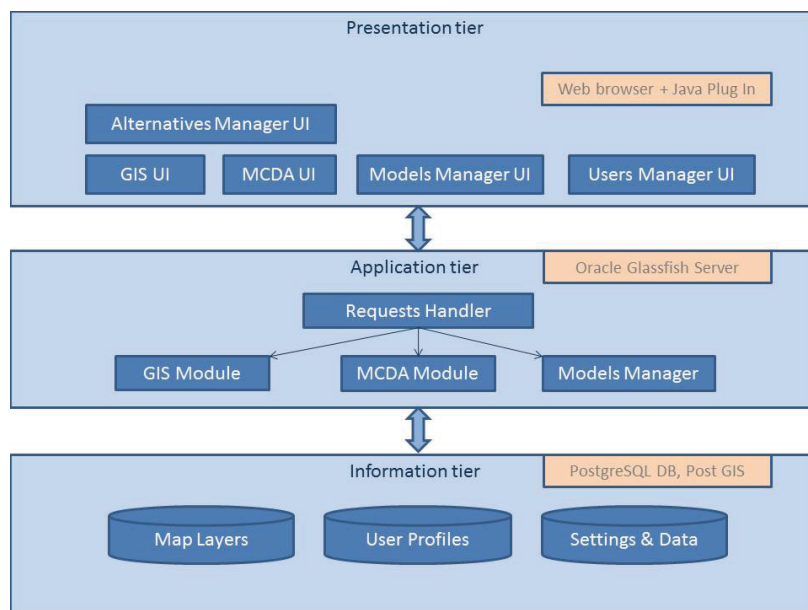 Presentation tier
Web browser + Java Plug In
Alternatives Manager UI
GIS UI
MCDA UI
Models Manager UI
Users Manager UI
Application tier
Oracle Glassfish Server
Requests Handler
GIS Module
MCDA Module
Models Manager
Information tier
PostgreSQL DB, Post GIS
Map Layers
User Profiles
Settings & Data